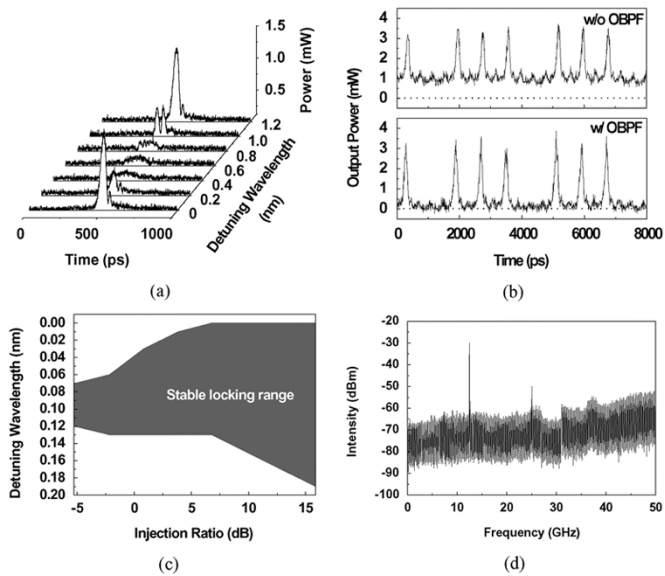 (a)
1.5
1.0
0.5
Power (mW)
1.2
1.0
0.8
0.6
0.4
0.2
0
Detuning Wavelength
(nm)
0 500 1000
Time (ps)
(b)
w/o OBPF
4
3
2
1
0
w/ OBPF
4
3
2
1
0
Output Power (mW)
0 2000 4000 6000 8000
Time (ps)
(a)
(b)
0.00
0.03
0.06
0.09
0.10
0.12
0.13
0.14
0.16
0.18
0.20
Detuning Wavelength (nm)
Stable locking range
-5 0 5 10 15
Injection Ratio (dB)
(c)
-20
-30
-40
-50
-60
-70
-80
-90
-100
Intensity (dBm)
0 10 20 30 40 50
Frequency (GHz)
(d)